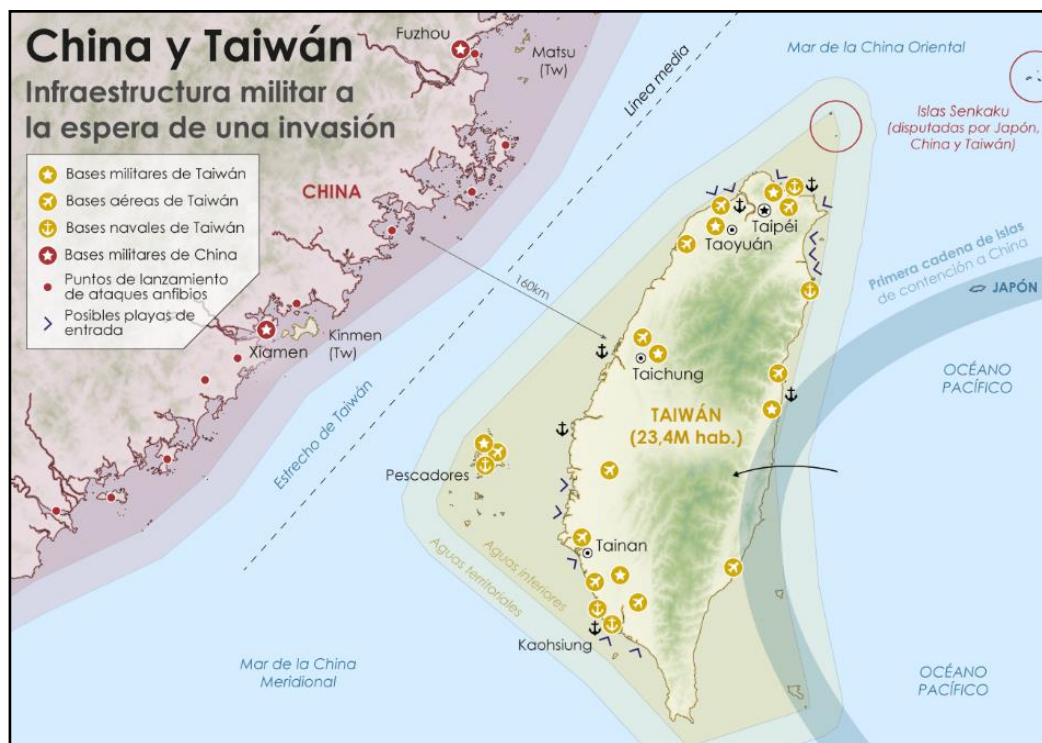 China y Taiwán
Infraestructura militar a
la espera de una invasión
Bases militares de Taiwán
Bases aéreas de Taiwán
Bases navales de Taiwán
Bases militares de China
Puntos de lanzamiento
de ataques anfibios
Posibles playas de
entrada
Fuzhou
Matsu
(Tw)
CHINA
Línea media
Mar de la China Oriental
Islas Senkaku
(disputadas por Japón,
China y Taiwán)
Taipéi
Taoyuán
Primera cadena de Islas
de contención a China
JAPÓN
160km
Kinmen
(Tw)
Xiamen
Estrecho de Taiwán
Taichung
OCÉANO
PACÍFICO
TAIWÁN
(23,4M hab.)
Pescadores
Tainan
Aguas interiores
Aguas territoriales
Kaohsiung
Mar de la China
Meridional
OCÉANO
PACÍFICO